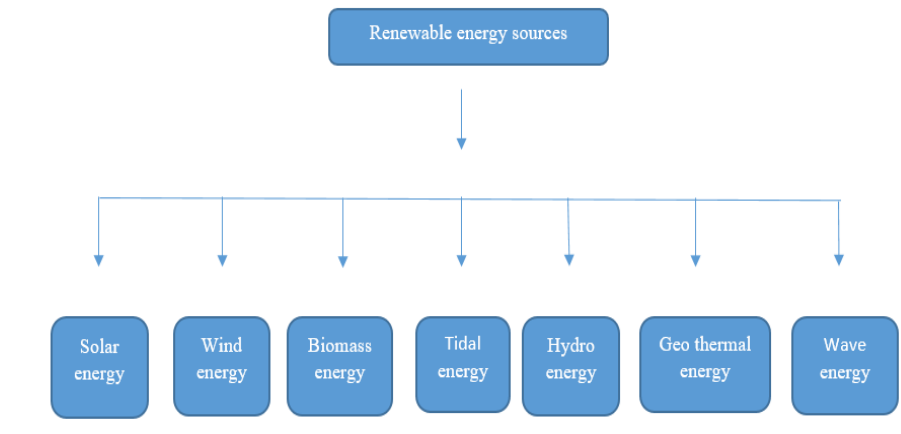 Renewable energy sources
Solar
energy
Wind
energy
Biomass
energy
Tidal
energy
Hydro
energy
Geo thermal
energy
Wave
energy